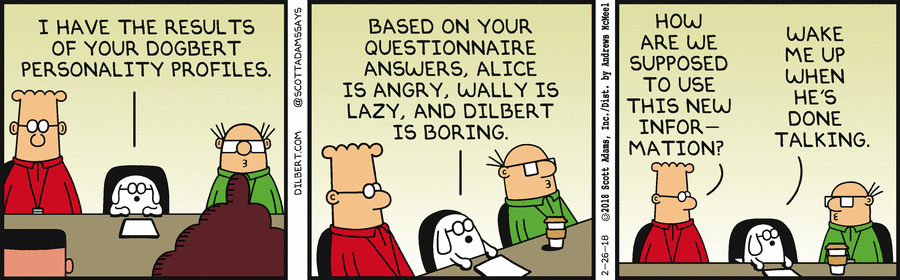 I HAVE THE RESULTS
OF YOUR DOGBERT
PERSONALITY PROFILES.
DILBERT.COM @SCOTTADAMSSAYS
BASED ON YOUR
QUESTIONNAIRE
ANSWERS, ALICE
IS ANGRY, WALLY IS
LAZY, AND DILBERT
IS BORING.
2-26-18 ©2018 Scott Adams, Inc./Dist. by Andrews McMeel
HOW
ARE WE
SUPPOSED
TO USE
THIS NEW
INFOR-
MATION?
WAKE
ME UP
WHEN
HE'S
DONE
TALKING.